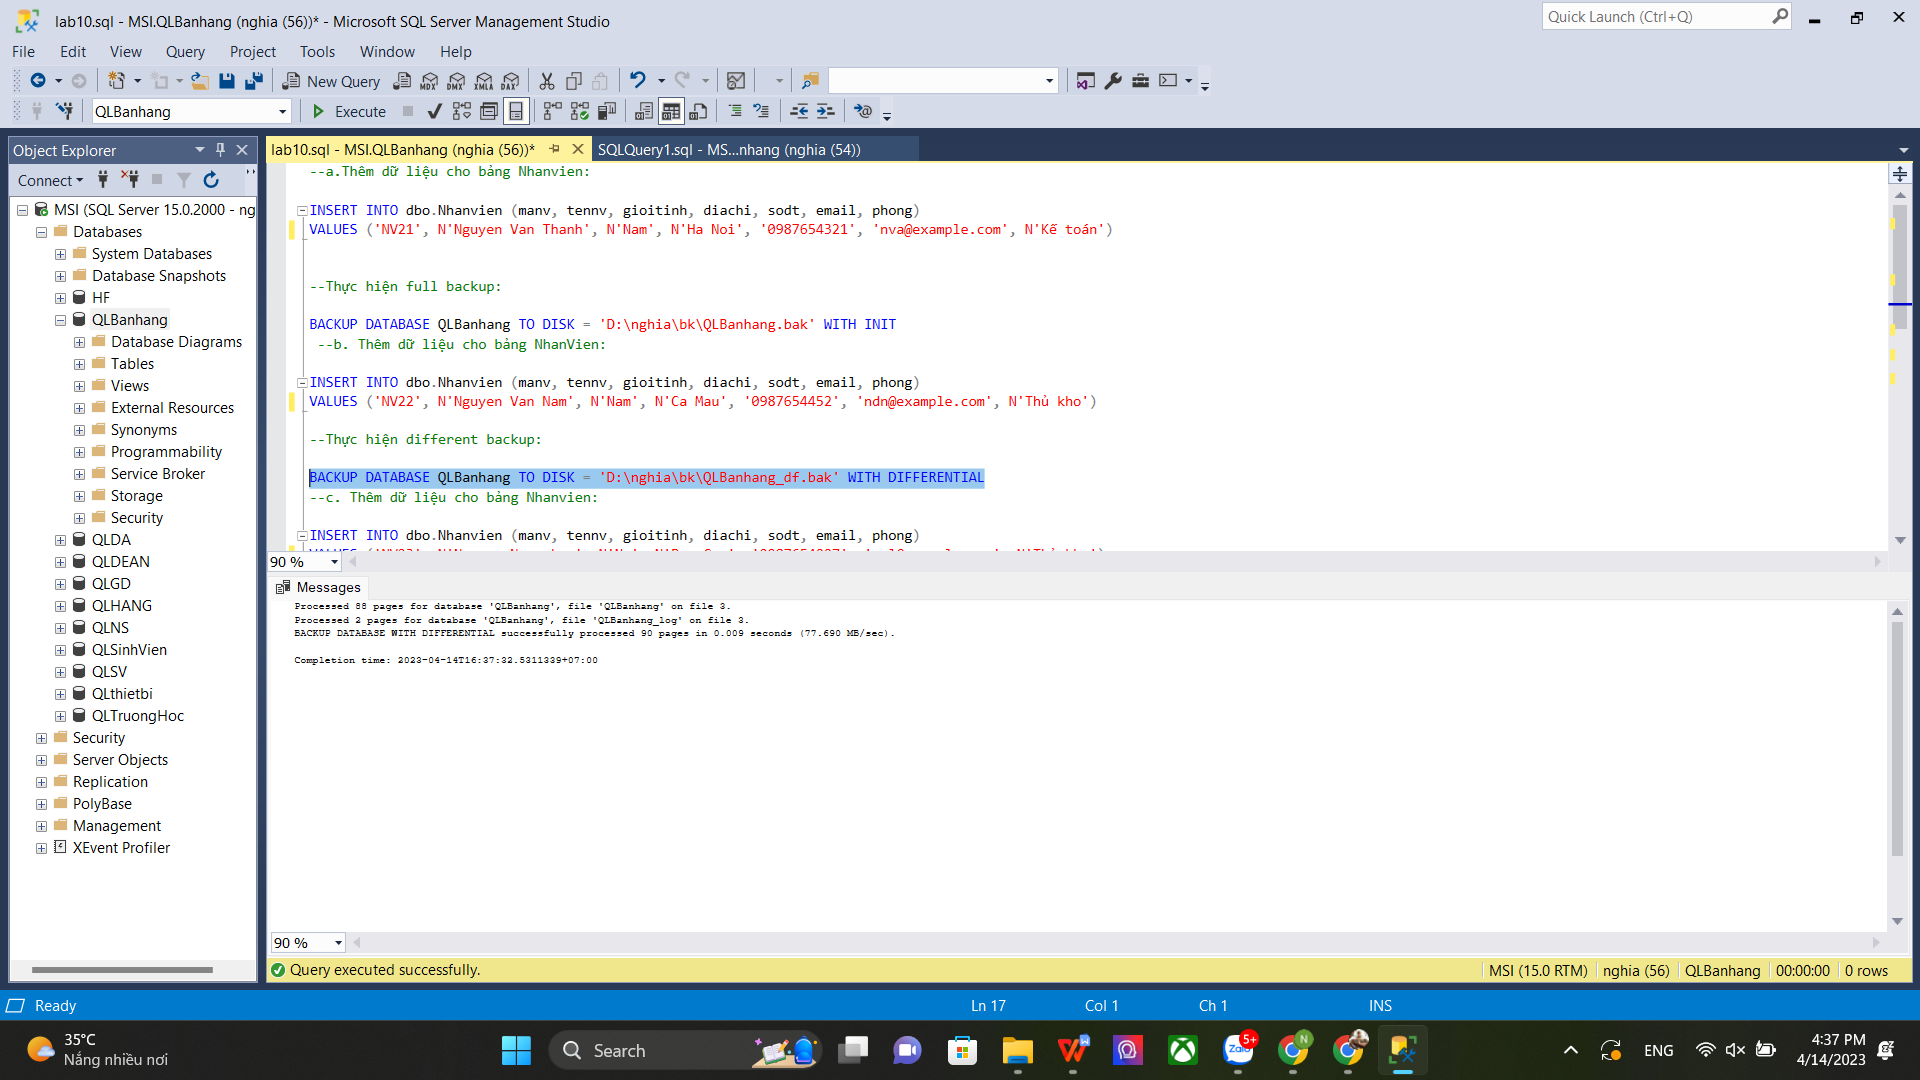 lab10.sql - MSI.QLBanhang (nghia (56))* - Microsoft SQL Server Management Studio
Quick Launch (Ctrl+Q)
File Edit View Query Project Tools Window Help
New Query
MDX DMX XMLA DAX
QLBanhang
Execute
Object Explorer
lab10.sql - MSI.QLBanhang (nghia (56))*
SQLQuery1.sql - MS...nhang (nghia (54))
Connect
MSI (SQL Server 15.0.2000 - ng
Databases
System Databases
Database Snapshots
HF
QLBanhang
Database Diagrams
Tables
Views
External Resources
Synonyms
Programmability
Service Broker
Storage
Security
QLDA
QLDEAN
QLGD
QLHANG
QLNS
QLSinhVien
QLSV
QLthietbi
QLTruongHoc
Security
Server Objects
Replication
PolyBase
Management
XEvent Profiler
--a.Thêm dữ liệu cho bảng Nhanvien:
INSERT INTO dbo.Nhanvien (manv, tennv, gioitinh, diachi, sodt, email, phong)
VALUES ('NV21', N'Nguyen Van Thanh', N'Nam', N'Ha Noi', '0987654321', 'nva@example.com', N'Kế toán')
--Thực hiện full backup:
BACKUP DATABASE QLBanhang TO DISK = 'D:\nghia\bk\QLBanhang.bak' WITH INIT
--b. Thêm dữ liệu cho bảng NhanVien:
INSERT INTO dbo.Nhanvien (manv, tennv, gioitinh, diachi, sodt, email, phong)
VALUES ('NV22', N'Nguyen Van Nam', N'Nam', N'Ca Mau', '0987654452', 'ndn@example.com', N'Thủ kho')
--Thực hiện different backup:
BACKUP DATABASE QLBanhang TO DISK = 'D:\nghia\bk\QLBanhang_df.bak' WITH DIFFERENTIAL
--c. Thêm dữ liệu cho bảng Nhanvien:
INSERT INTO dbo.Nhanvien (manv, tennv, gioitinh, diachi, sodt, email, phong)
90 %
Messages
Processed 88 pages for database 'QLBanhang', file 'QLBanhang' on file 3.
Processed 2 pages for database 'QLBanhang', file 'QLBanhang_log' on file 3.
BACKUP DATABASE WITH DIFFERENTIAL successfully processed 90 pages in 0.009 seconds (77.690 MB/sec).
Completion time: 2023-04-14T16:37:32.5311339+07:00
90 %
Query executed successfully.
MSI (15.0 RTM) nghia (56) QLBanhang 00:00:00 0 rows
Ready
Ln 17 Col 1 Ch 1 INS
35°C
Nắng nhiều nơi
Search
Zalo
5+
N
ENG
4:37 PM
4/14/2023